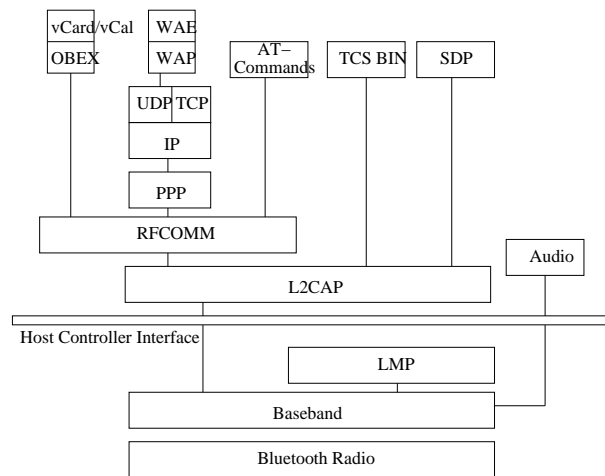 vCard/vCal
WAE
OBEX
WAP
AT–
Commands
TCS BIN
SDP
UDP
TCP
IP
PPP
RFCOMM
Audio
L2CAP
Host Controller Interface
LMP
Baseband
Bluetooth Radio